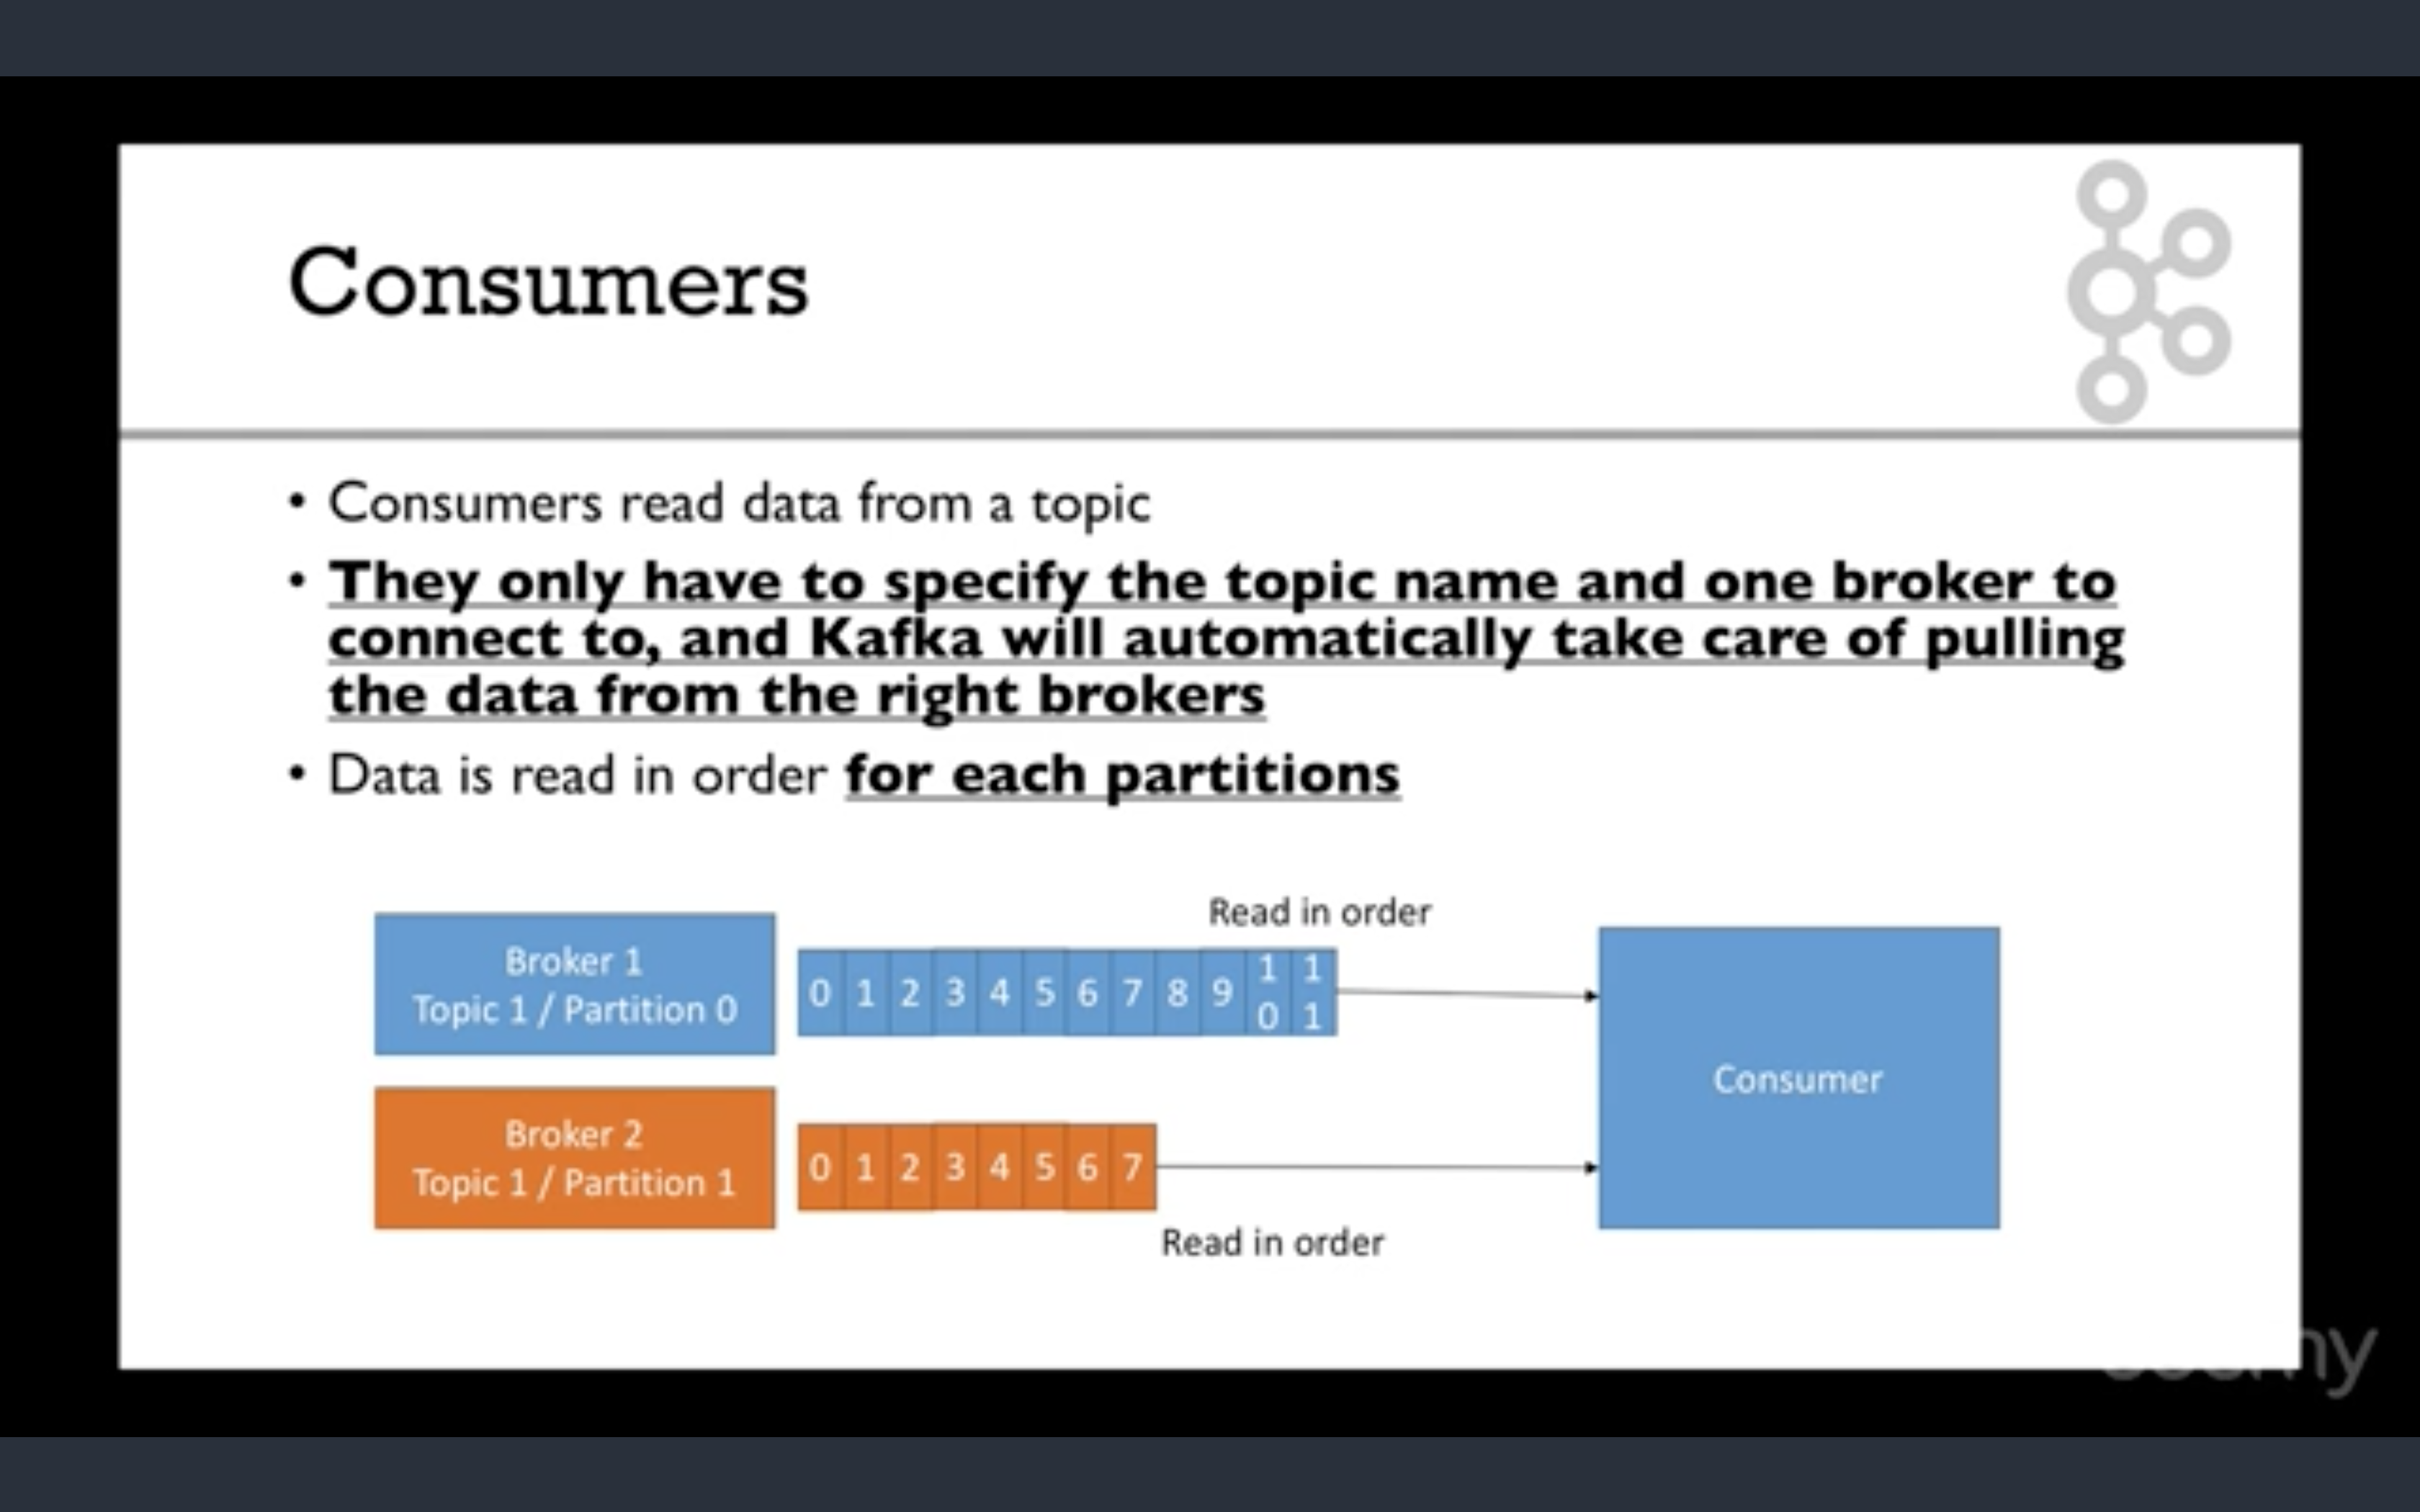 Consumers
• Consumers read data from a topic
• They only have to specify the topic name and one broker to
connect to, and Kafka will automatically take care of pulling
the data from the right brokers
• Data is read in order for each partitions
Read in order
Broker 1
Topic 1 / Partition 0
0 1 2 3 4 5 6 7 8 9 10 11
Consumer
Broker 2
Topic 1 / Partition 1
0 1 2 3 4 5 6 7
Read in order